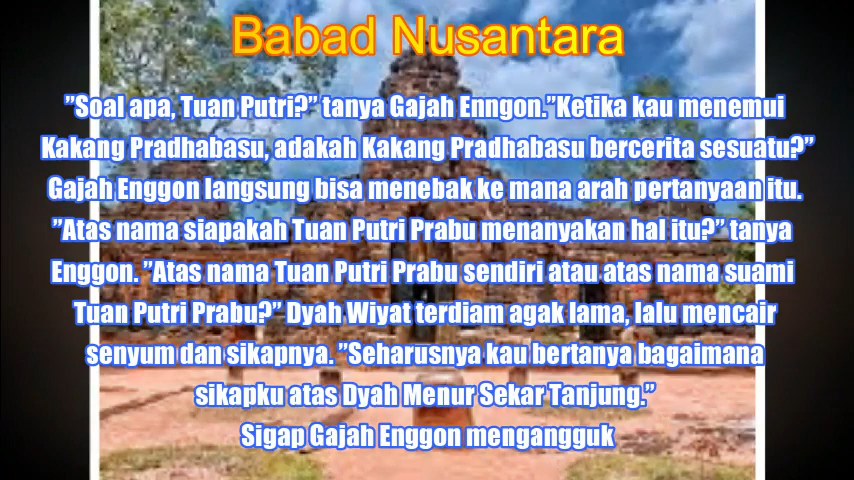 Babad Nusantara
”Soal apa, Tuan Putri?” tanya Gajah Enngon.”Ketika kau menemui
Kakang Pradhabasu, adakah Kakang Pradhabasu bercerita sesuatu?”
Gajah Enggon langsung bisa menebak ke mana arah pertanyaan itu.
”Atas nama siapakah Tuan Putri Prabu menanyakan hal itu?” tanya
Enggon. ”Atas nama Tuan Putri Prabu sendiri atau atas nama suami
Tuan Putri Prabu?” Dyah Wiyat terdiam agak lama, lalu mencair
senyum dan sikapnya. ”Seharusnya kau bertanya bagaimana
sikapku atas Dyah Menur Sekar Tanjung.”
Sigap Gajah Enggon mengangguk